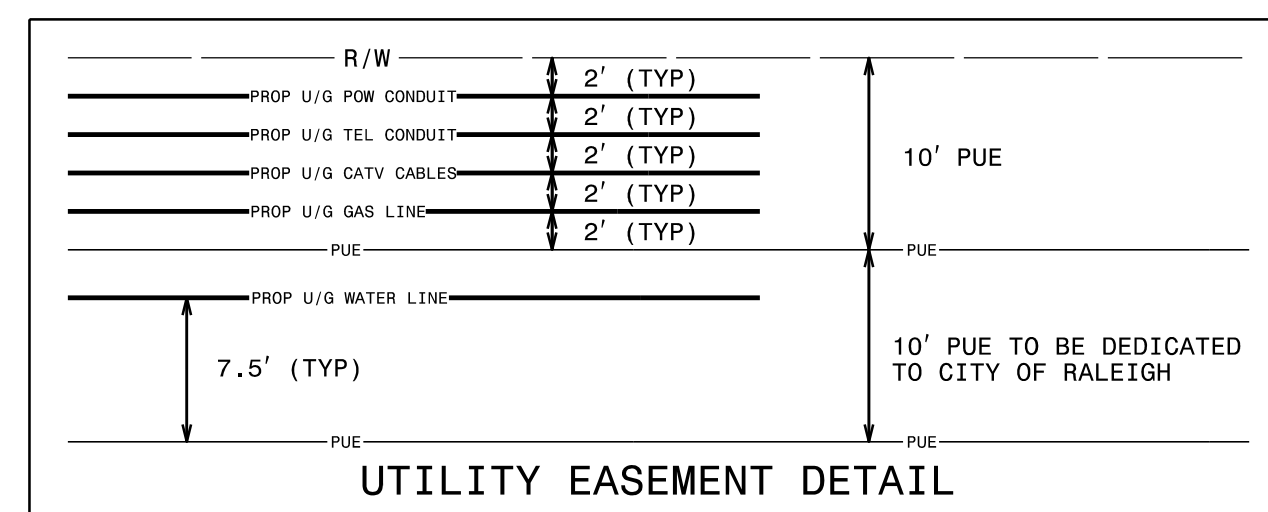 R/W
2' (TYP)
PROP U/G POW CONDUIT
2' (TYP)
PROP U/G TEL CONDUIT
2' (TYP)
10' PUE
PROP U/G CATV CABLES
2' (TYP)
PROP U/G GAS LINE
2' (TYP)
PUE
PUE
PROP U/G WATER LINE
7.5' (TYP)
10' PUE TO BE DEDICATED
TO CITY OF RALEIGH
PUE
PUE
UTILITY EASEMENT DETAIL